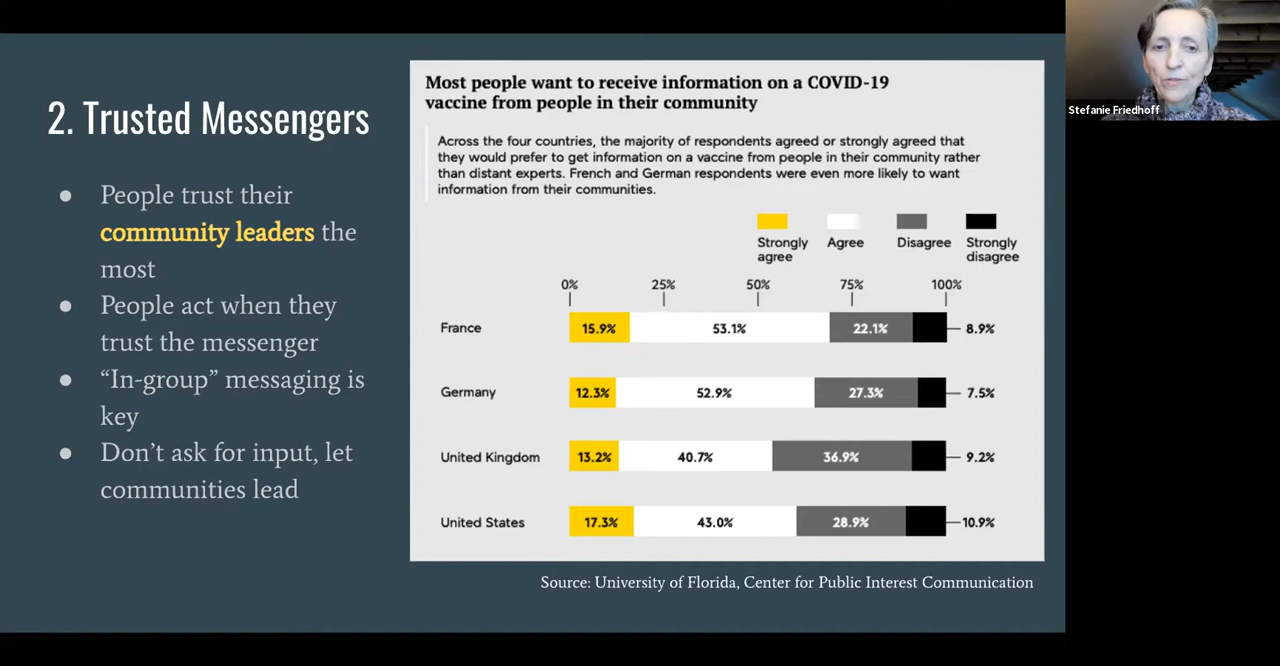 2. Trusted Messengers
● People trust their
community leaders the
most
● People act when they
trust the messenger
● “In-group” messaging is
key
● Don’t ask for input, let
communities lead
Most people want to receive information on a COVID-19
vaccine from people in their community
Across the four countries, the majority of respondents agreed or strongly agreed that
they would prefer to get information on a vaccine from people in their community rather
than distant experts. French and German respondents were even more likely to want
information from their communities.
Strongly agree
Agree
Disagree
Strongly disagree
0% 25% 50% 75% 100%
France 15.9% 53.1% 22.1% 8.9%
Germany 12.3% 52.9% 27.3% 7.5%
United Kingdom 13.2% 40.7% 36.9% 9.2%
United States 17.3% 43.0% 28.9% 10.9%
Source: University of Florida, Center for Public Interest Communication
Stefanie Friedhoff